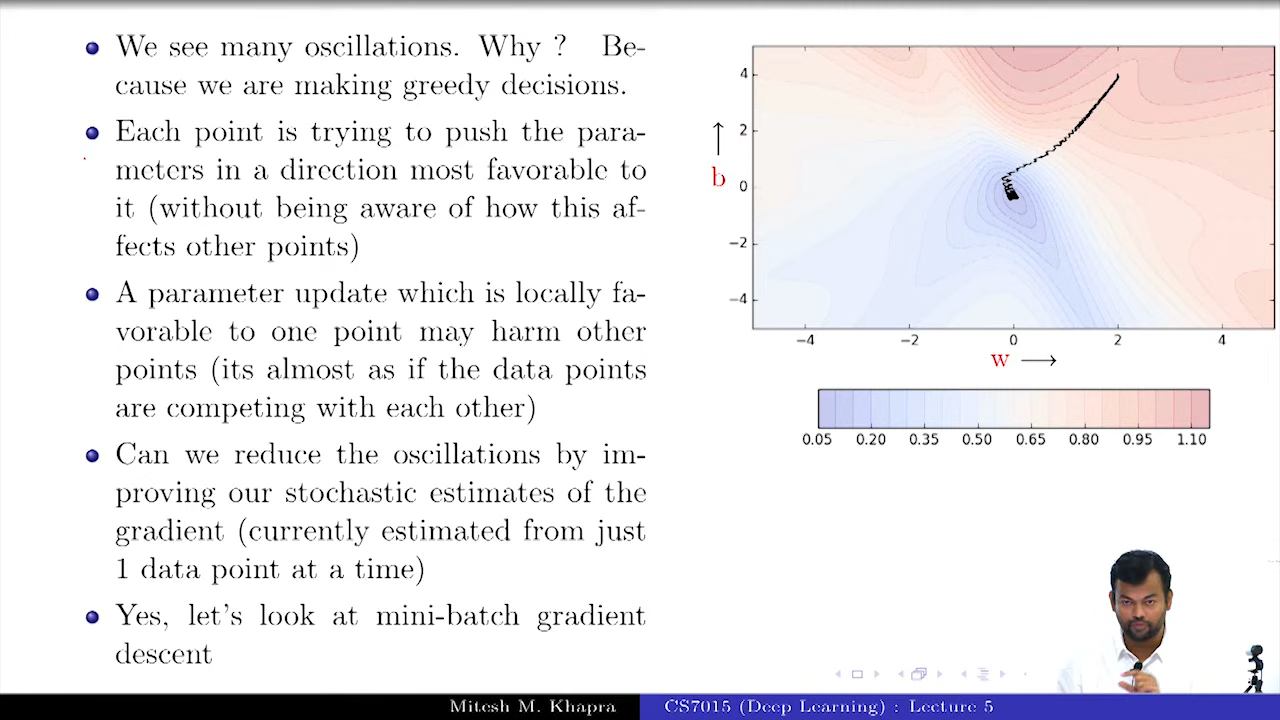 We see many oscillations. Why ? Be-
cause we are making greedy decisions.
Each point is trying to push the para-
meters in a direction most favorable to
it (without being aware of how this af-
fects other points)
A parameter update which is locally fa-
vorable to one point may harm other
points (its almost as if the data points
are competing with each other)
Can we reduce the oscillations by im-
proving our stochastic estimates of the
gradient (currently estimated from just
1 data point at a time)
Yes, let's look at mini-batch gradient
descent
4
2
0
−2
−4
b
−4 −2 0 2 4
w
0.05 0.20 0.35 0.50 0.65 0.80 0.95 1.10
Mitesh M. Khapra CS7015 (Deep Learning) : Lecture 5